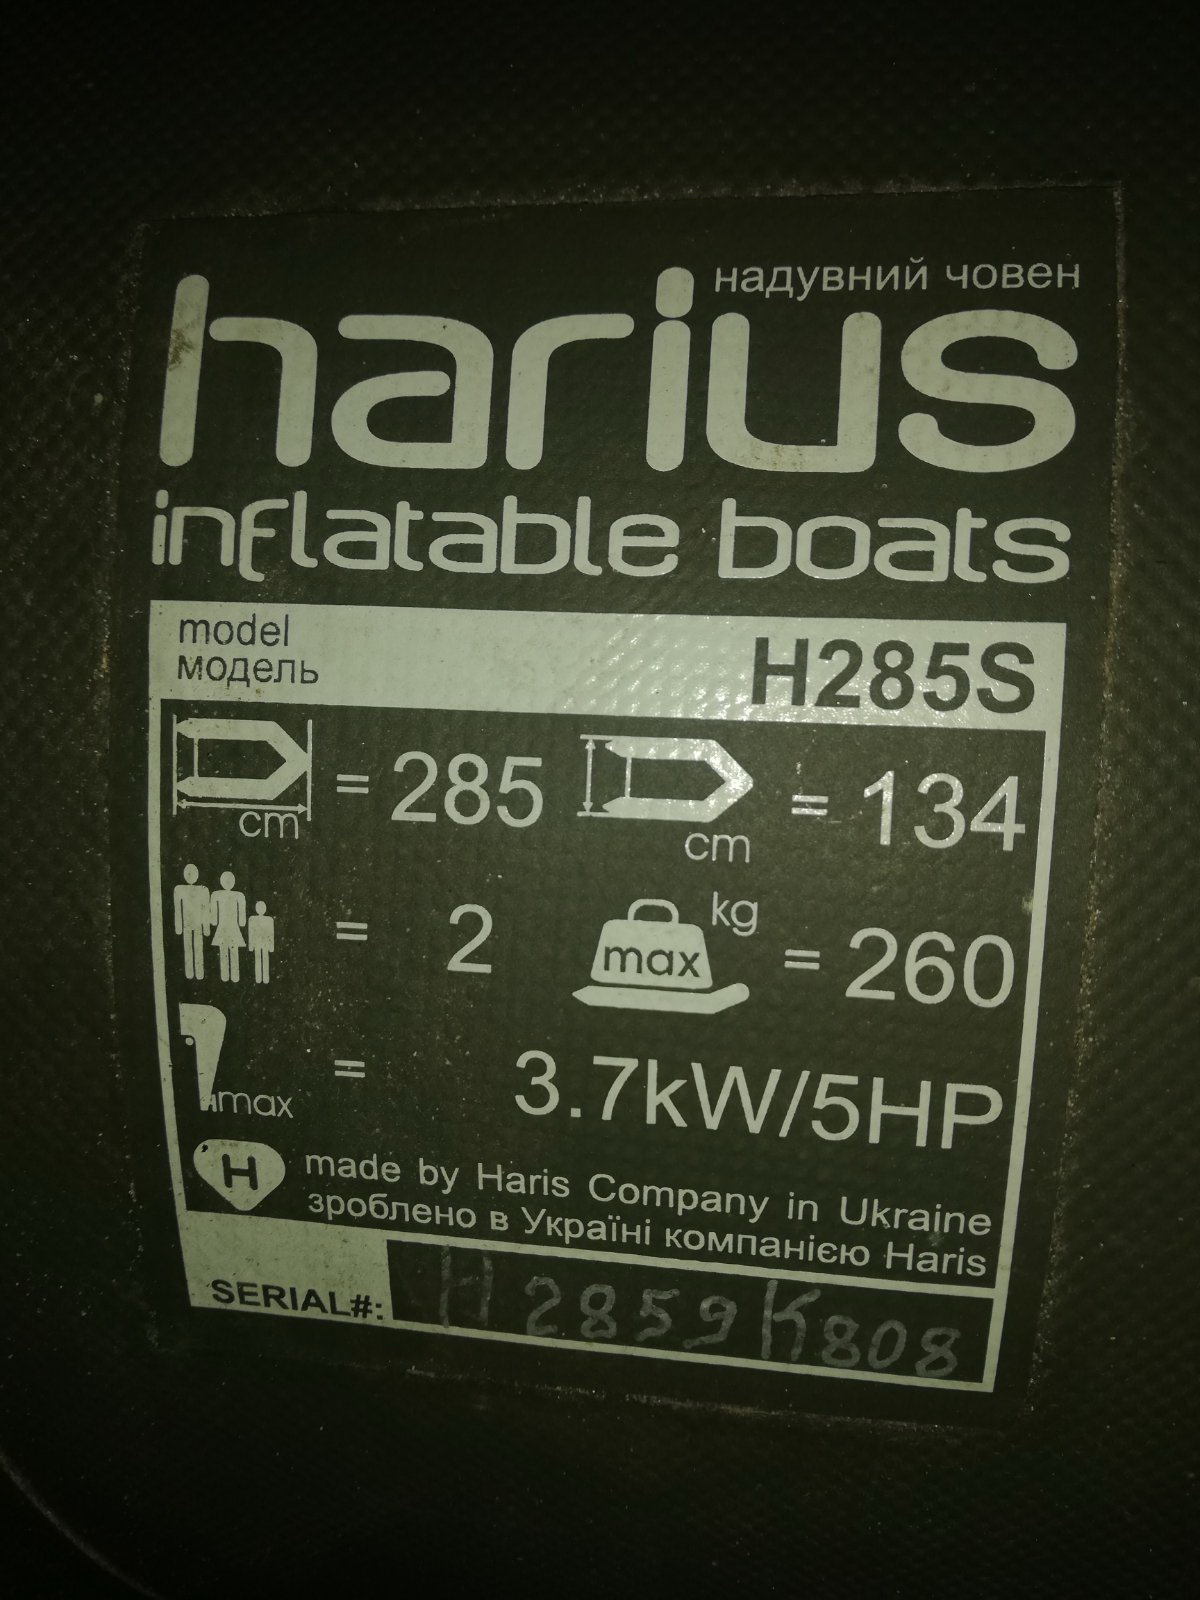 надувний човен
harius
inflatable boats
model
модель
H285S
cm = 285
cm = 134
= 2
max kg = 260
max = 3.7kW/5HP
H
made by Haris Company in Ukraine
зроблено в Україні компанією Haris
SERIAL#: H2859K808